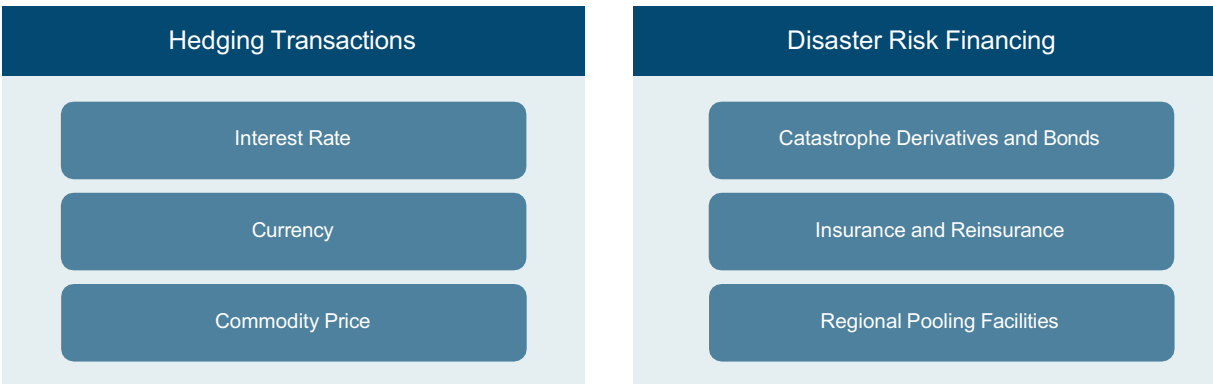 Hedging Transactions
Interest Rate
Currency
Commodity Price
Disaster Risk Financing
Catastrophe Derivatives and Bonds
Insurance and Reinsurance
Regional Pooling Facilities